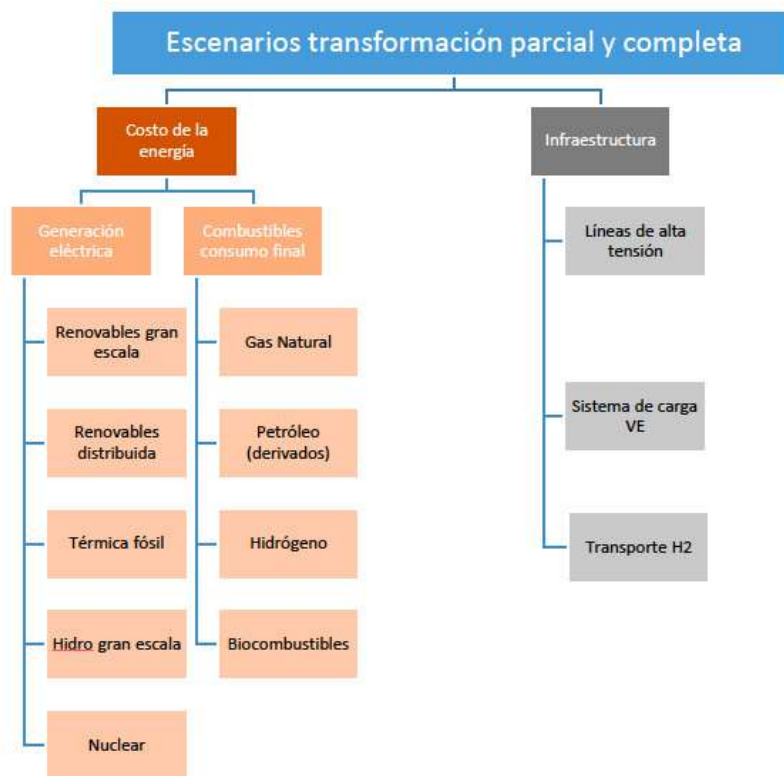 Escenarios transformación parcial y completa
Costo de la
energía
Infraestructura
Generación
eléctrica
Combustibles
consumo final
Líneas de alta
tensión
Renovables gran
escala
Gas Natural
Sistema de carga
VE
Renovables
distribuida
Petróleo
(derivados)
Térmica fósil
Hidrógeno
Transporte H2
Hidro gran escala
Biocombustibles
Nuclear